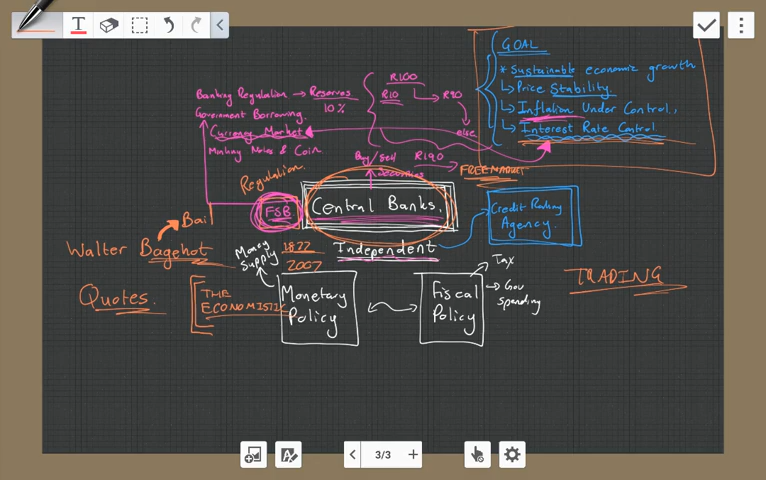 T
GOAL
* Sustainable economic growth
↳ Price Stability.
↳ Inflation Under Control,
↳ Interest Rate Control
Banking Regulation → Reserves
10%
Government Borrowing.
Currency Market
Minting Notes & Coin
R100
R10 ↳ R90
else
Buy/Sell
securities
R190
FREE MARKET
Regulation.
FSB
Central Banks.
Credit Rating
Agency.
Bail
Walter Bagehot
Quotes.
THE
ECONOMIST
Money
Supply
1822
2007
Independent
Monetary
Policy
Fiscal
Policy
Tax
→ Gov
Spending
TRADING
3/3